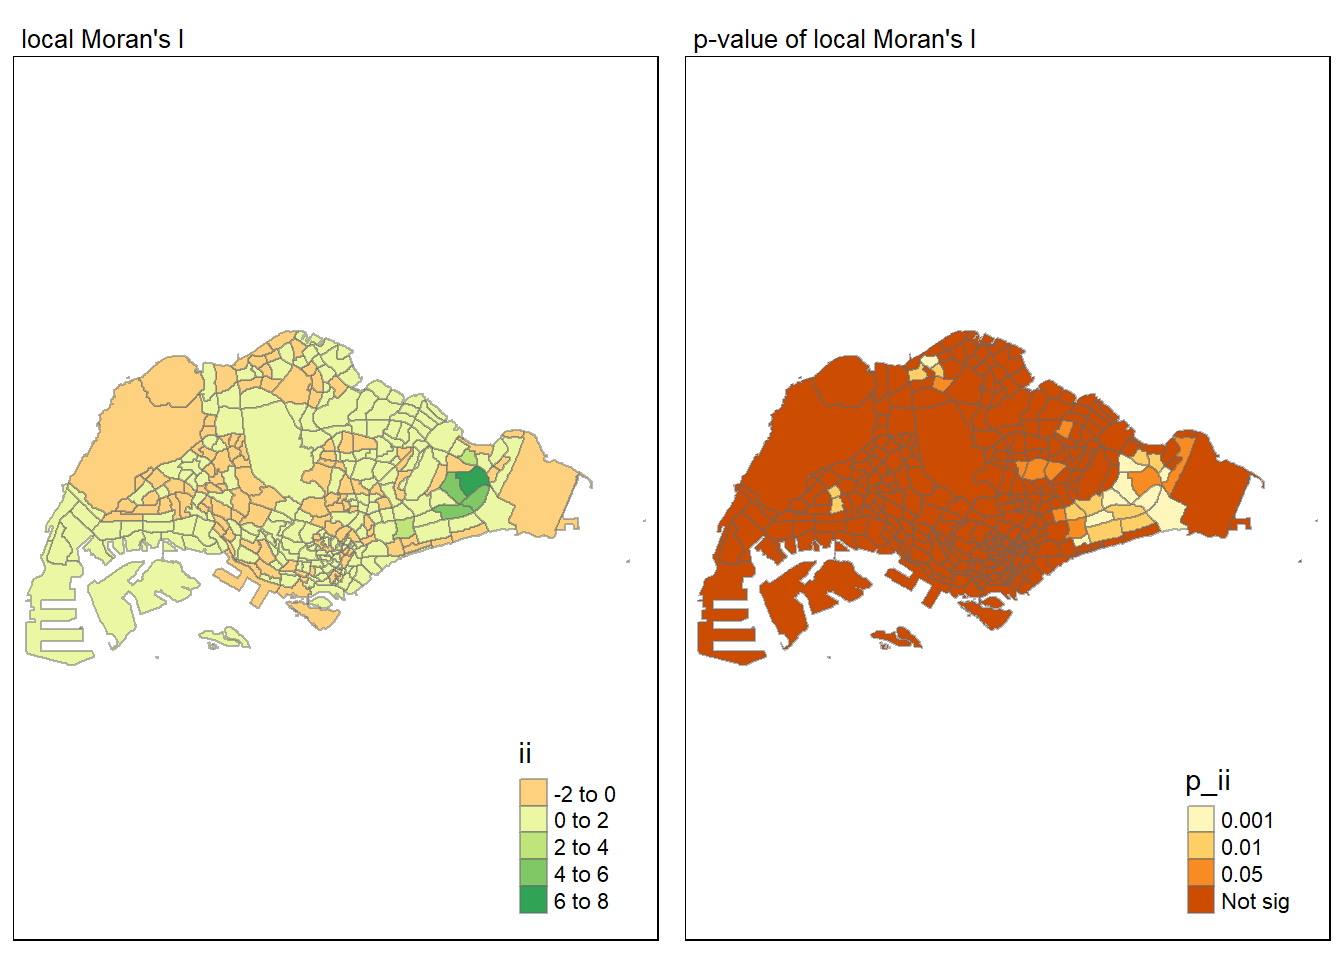 local Moran's I
ii
-2 to 0
0 to 2
2 to 4
4 to 6
6 to 8
p-value of local Moran's I
p_ii
0.001
0.01
0.05
Not sig